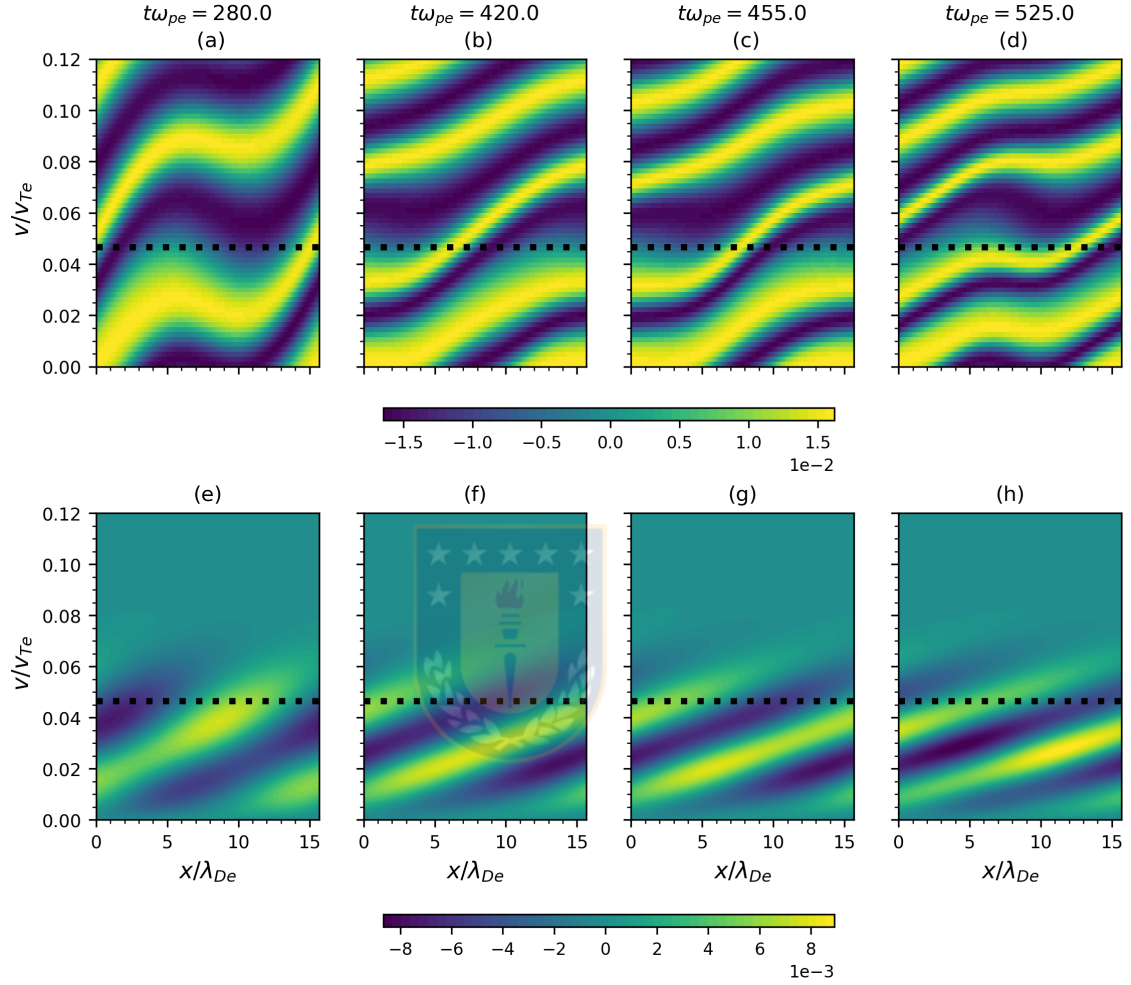 tω_pe = 280.0 tω_pe = 420.0 tω_pe = 455.0 tω_pe = 525.0
(a) (b) (c) (d)
0.12
0.10
0.08
0.06
0.04
0.02
0.00
v/v_Te
−1.5 −1.0 −0.5 0.0 0.5 1.0 1.5
1e−2
(e) (f) (g) (h)
0.12
0.10
0.08
0.06
0.04
0.02
0.00
v/v_Te
0 5 10 15 0 5 10 15 0 5 10 15 0 5 10 15
x/λ_De x/λ_De x/λ_De x/λ_De
−8 −6 −4 −2 0 2 4 6 8
1e−3